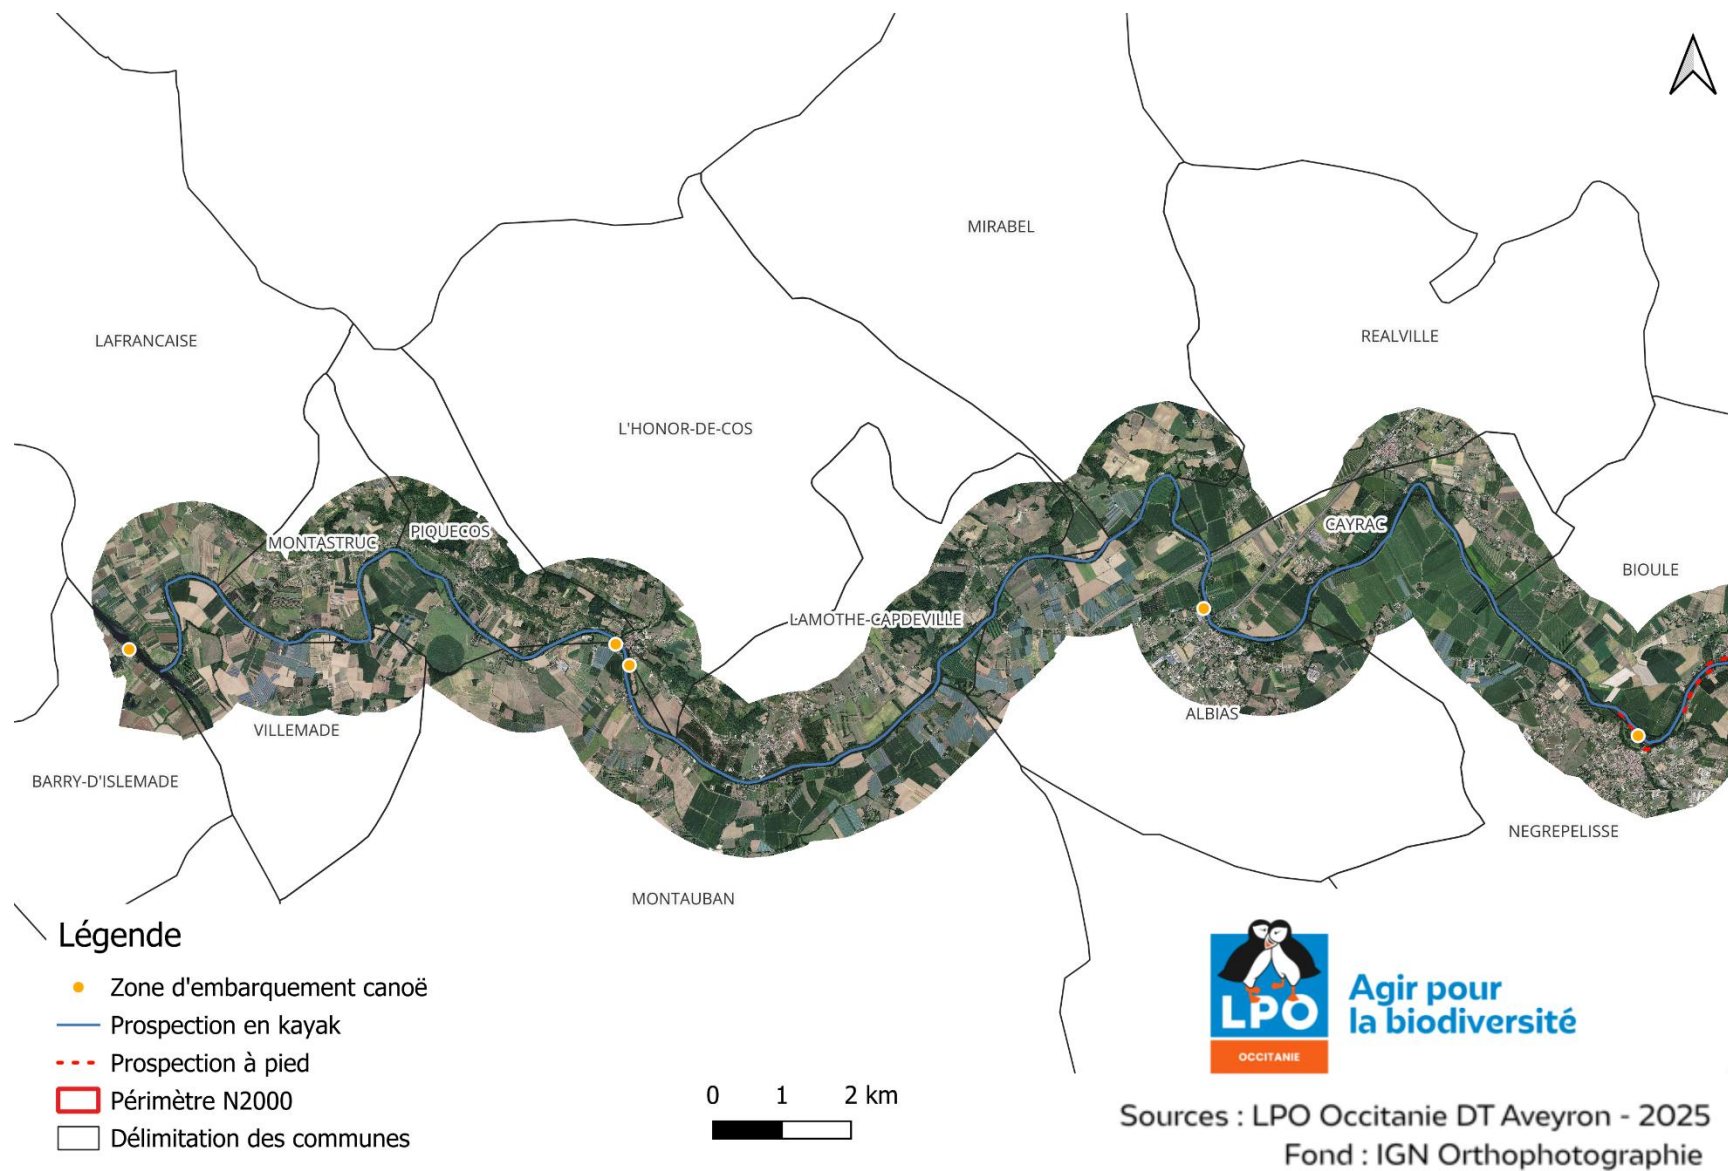 MIRABEL
LAFRANCAISE
REALVILLE
L'HONOR-DE-COS
MONTASTRUC
PIQUECOS
CAYRAC
BIOULE
LAMOTHE-CAPDEVILLE
ALBIAS
VILLEMADE
BARRY-D'ISLEMADE
NEGREPELISSE
MONTAUBAN
Légende
Zone d'embarquement canoë
Prospection en kayak
Prospection à pied
Périmètre N2000
Délimitation des communes
0 1 2 km
LPO
OCCITANIE
Agir pour
la biodiversité
Sources : LPO Occitanie DT Aveyron - 2025
Fond : IGN Orthophotographie